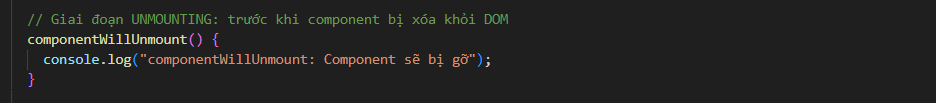 // Giai đoạn UNMOUNTING: trước khi component bị xóa khỏi DOM
componentWillUnmount() {
console.log("componentWillUnmount: Component sẽ bị gỡ");
}